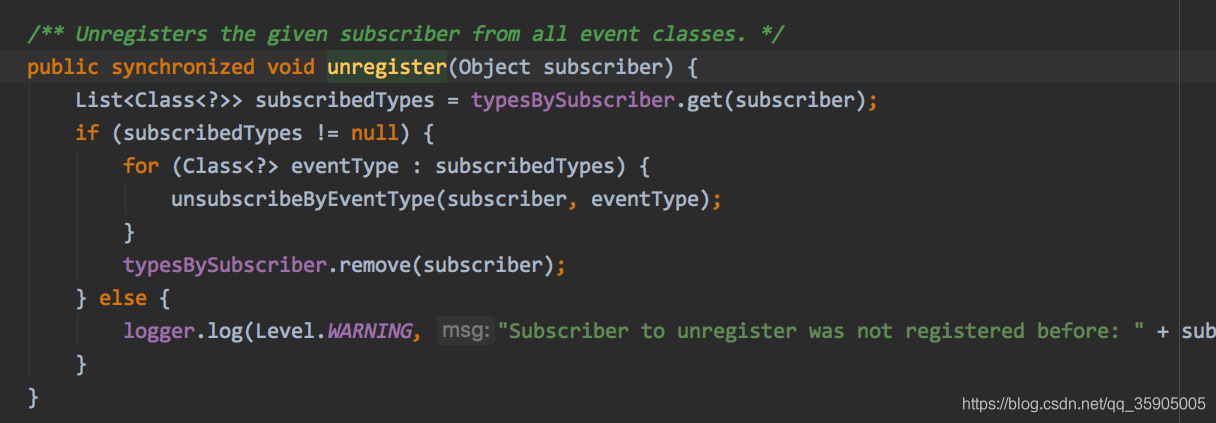 /** Unregisters the given subscriber from all event classes. */
public synchronized void unregister(Object subscriber) {
    List<Class<?>> subscribedTypes = typesBySubscriber.get(subscriber);
    if (subscribedTypes != null) {
        for (Class<?> eventType : subscribedTypes) {
            unsubscribeByEventType(subscriber, eventType);
        }
        typesBySubscriber.remove(subscriber);
    } else {
        logger.log(Level.WARNING, msg: "Subscriber to unregister was not registered before: " + sub
    }
}
https://blog.csdn.net/qq_35905005